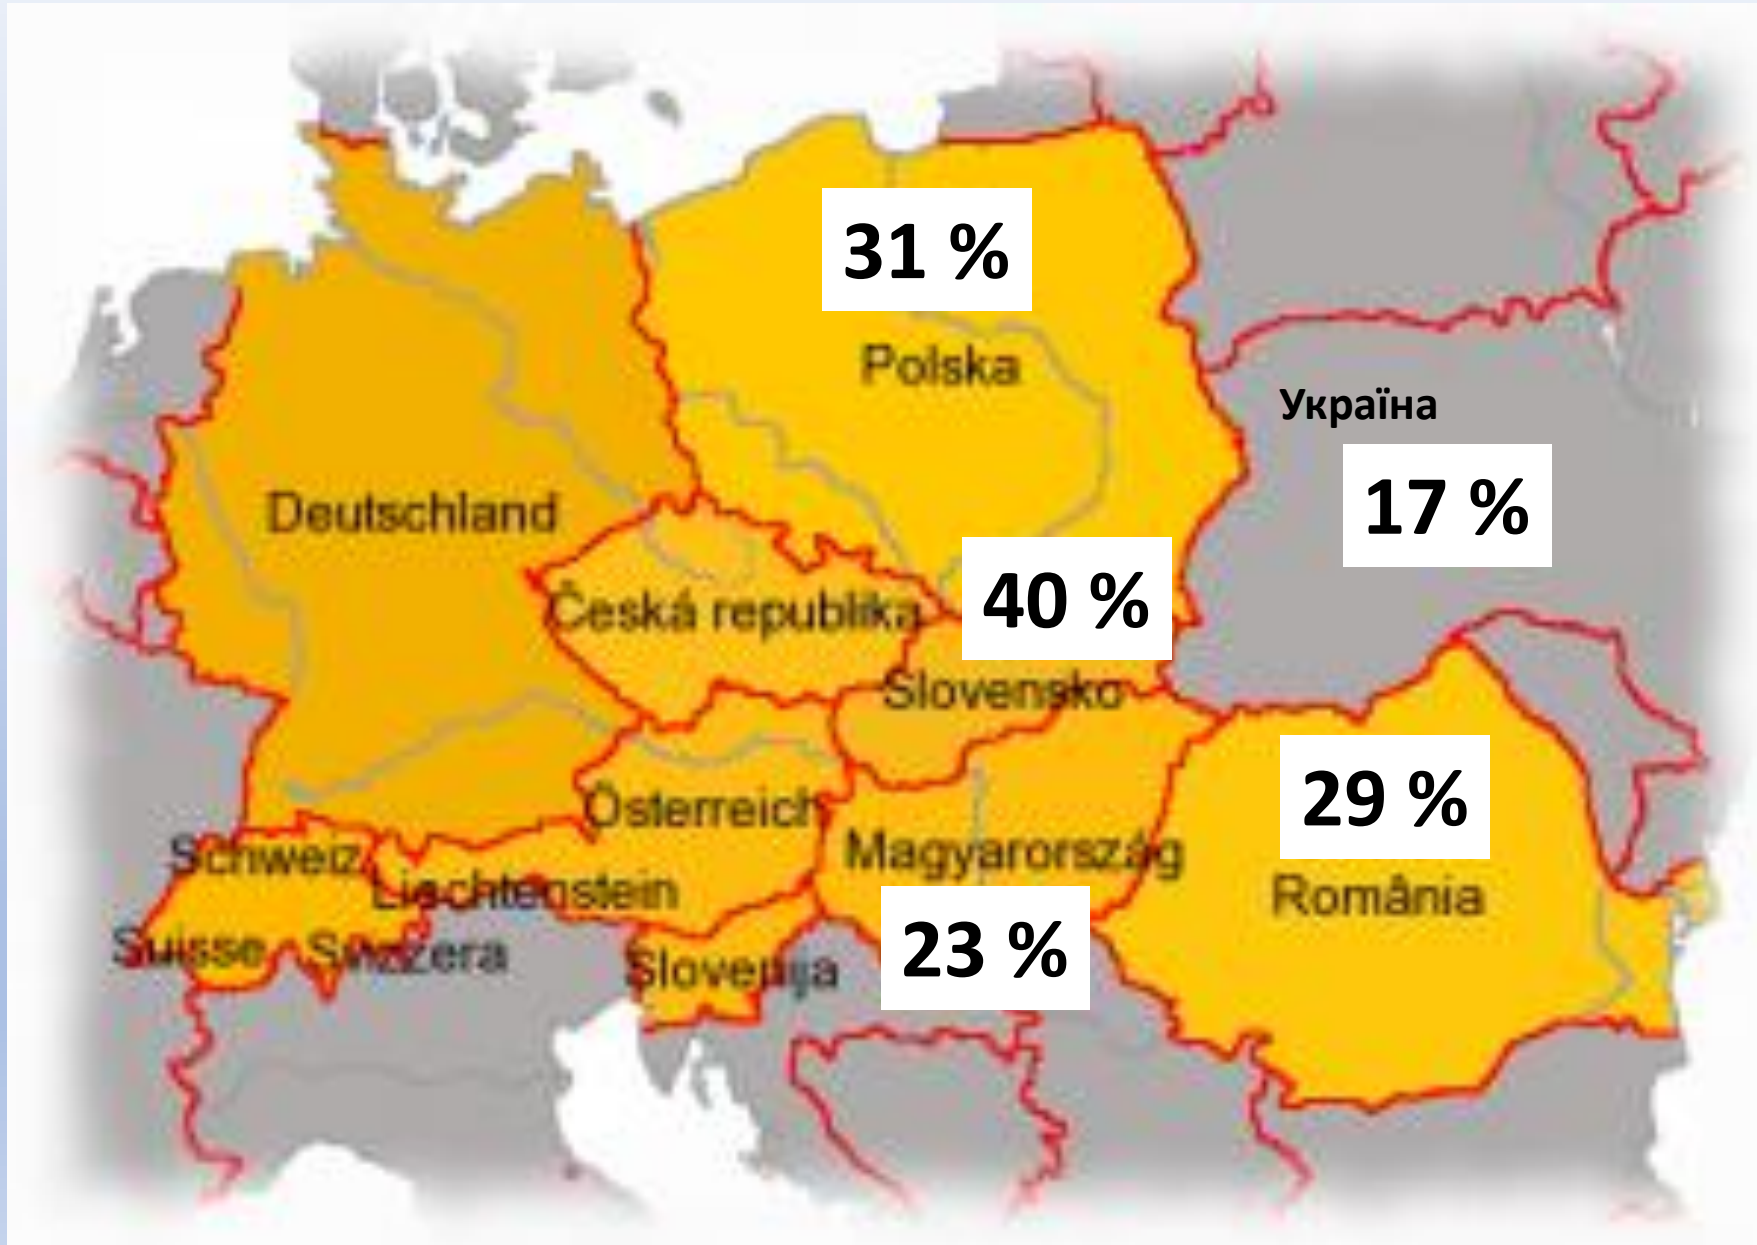 31 %
Polska
Україна
17 %
Deutschland
40 %
Česká republika
Slovensko
29 %
Österreich
Magyarország
Schweiz
Liechtenstein
România
23 %
Suisse
Svizzera
Slovenija